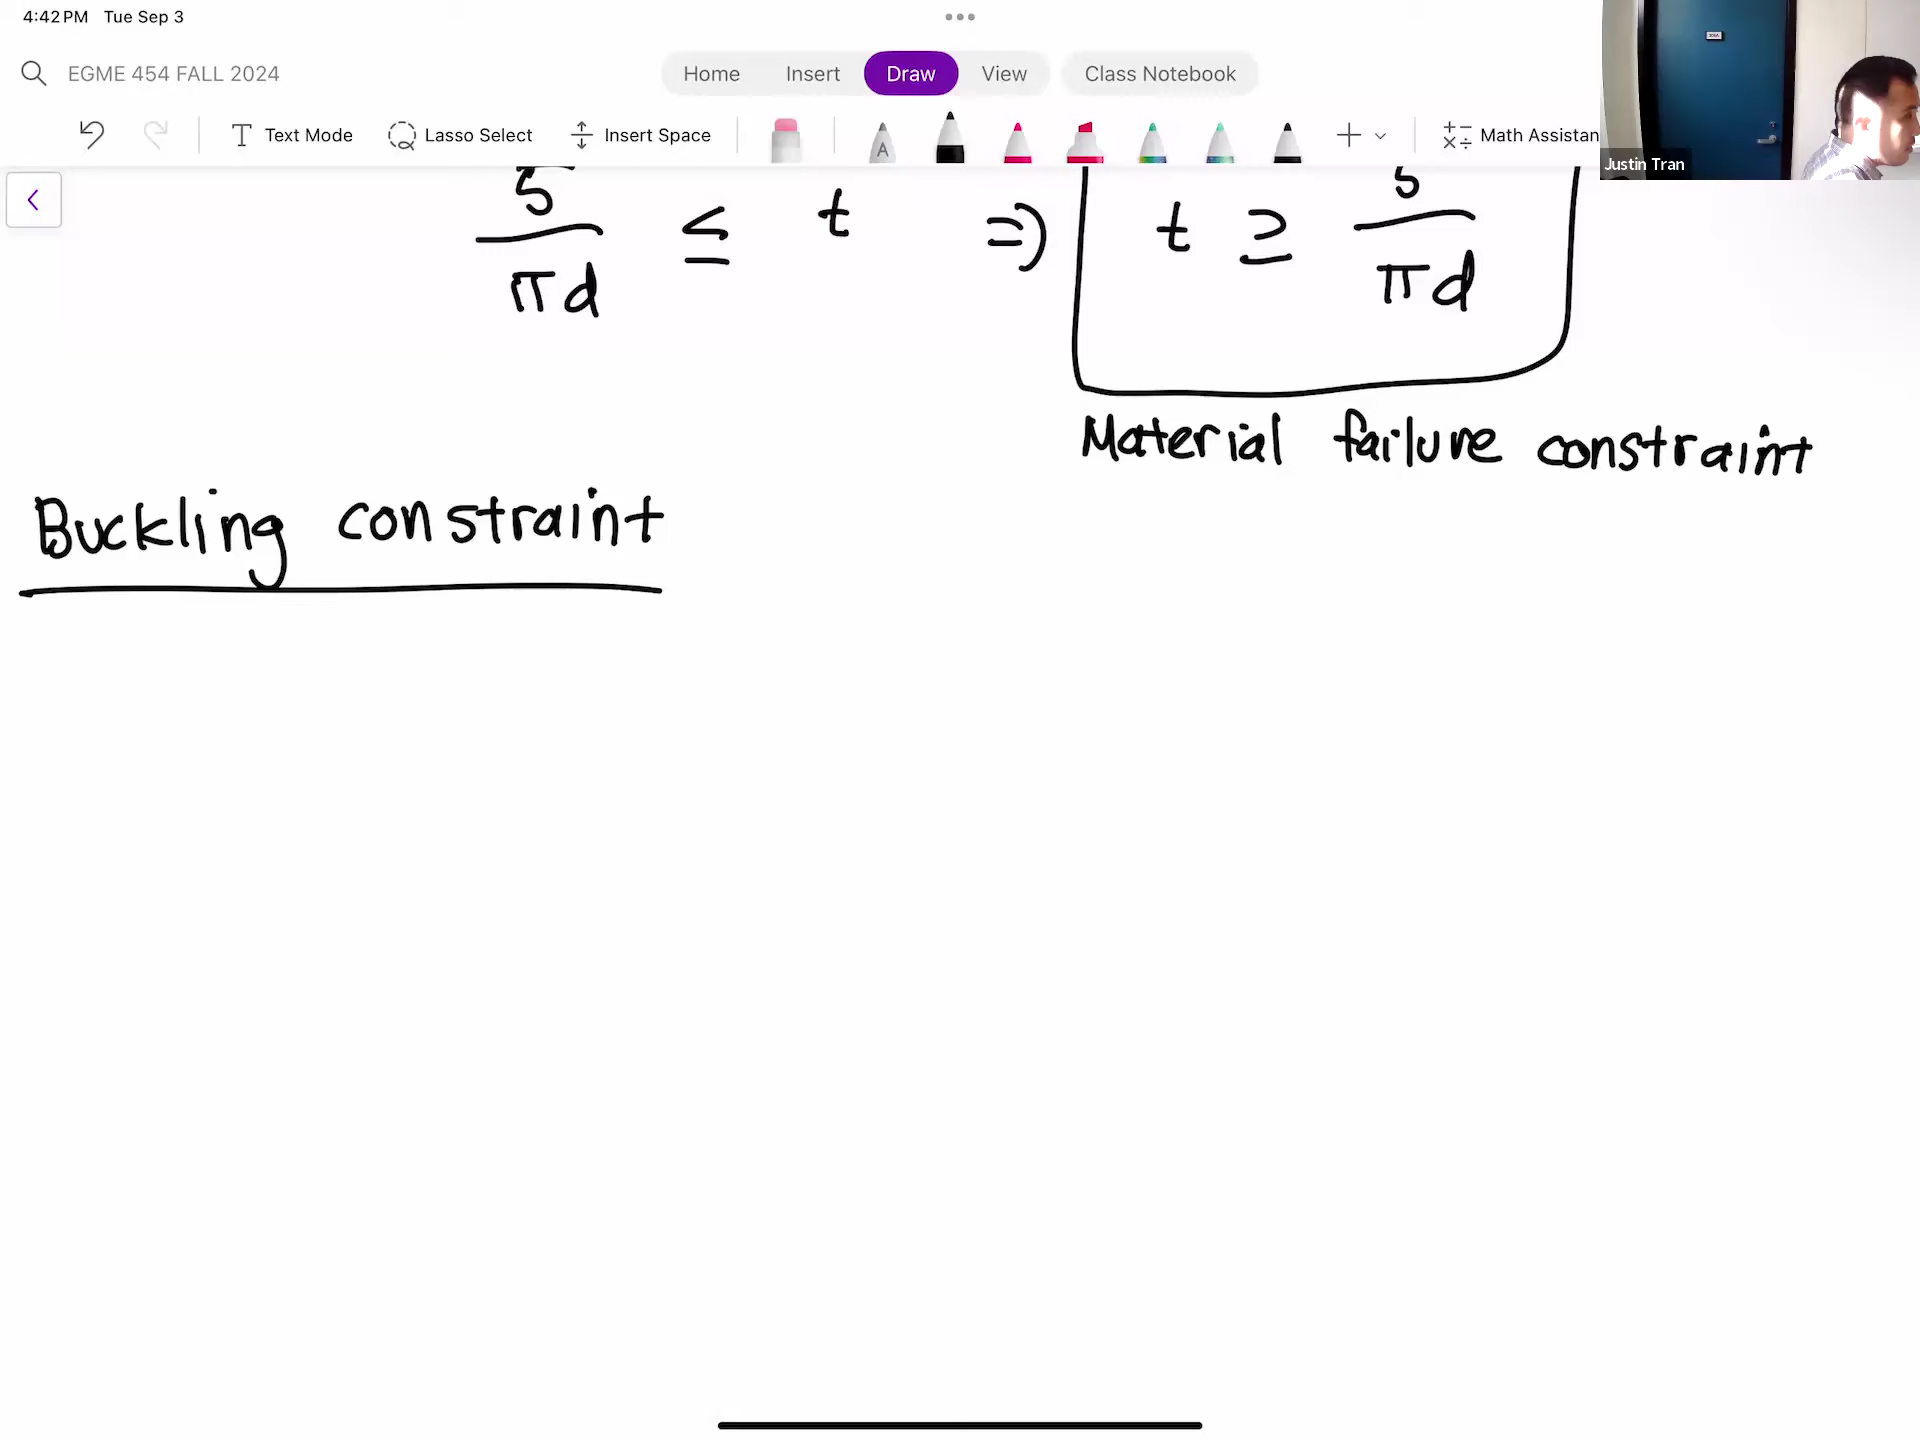 4:42 PM Tue Sep 3
EGME 454 FALL 2024
Home Insert Draw View Class Notebook
Text Mode Lasso Select Insert Space Math Assistan
Justin Tran
5/πd ≤ t ⇒ t ≥ 5/πd
Material failure constraint
Buckling constraint